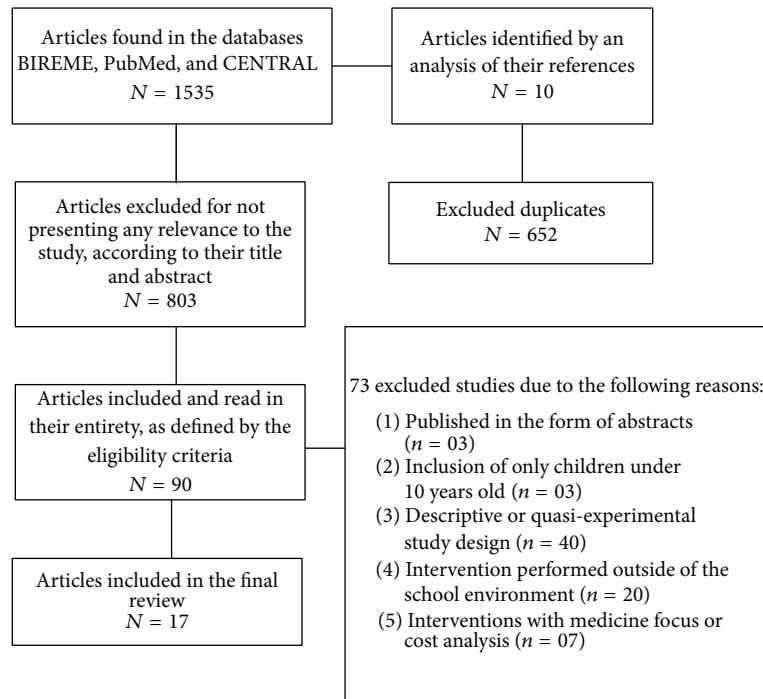 Articles found in the databases
BIREME, PubMed, and CENTRAL
N = 1535
Articles identified by an
analysis of their references
N = 10
Articles excluded for not
presenting any relevance to the
study, according to their title
and abstract
N = 803
Excluded duplicates
N = 652
Articles included and read in
their entirety, as defined by the
eligibility criteria
N = 90
73 excluded studies due to the following reasons:
(1) Published in the form of abstracts
(n = 03)
(2) Inclusion of only children under
10 years old (n = 03)
(3) Descriptive or quasi-experimental
study design (n = 40)
(4) Intervention performed outside of the
school environment (n = 20)
(5) Interventions with medicine focus or
cost analysis (n = 07)
Articles included in the final
review
N = 17